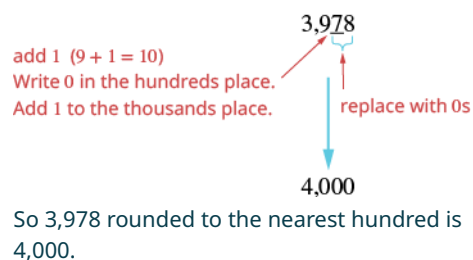 3,978
add 1 (9 + 1 = 10)
Write 0 in the hundreds place.
Add 1 to the thousands place.
replace with 0s
4,000
So 3,978 rounded to the nearest hundred is
4,000.